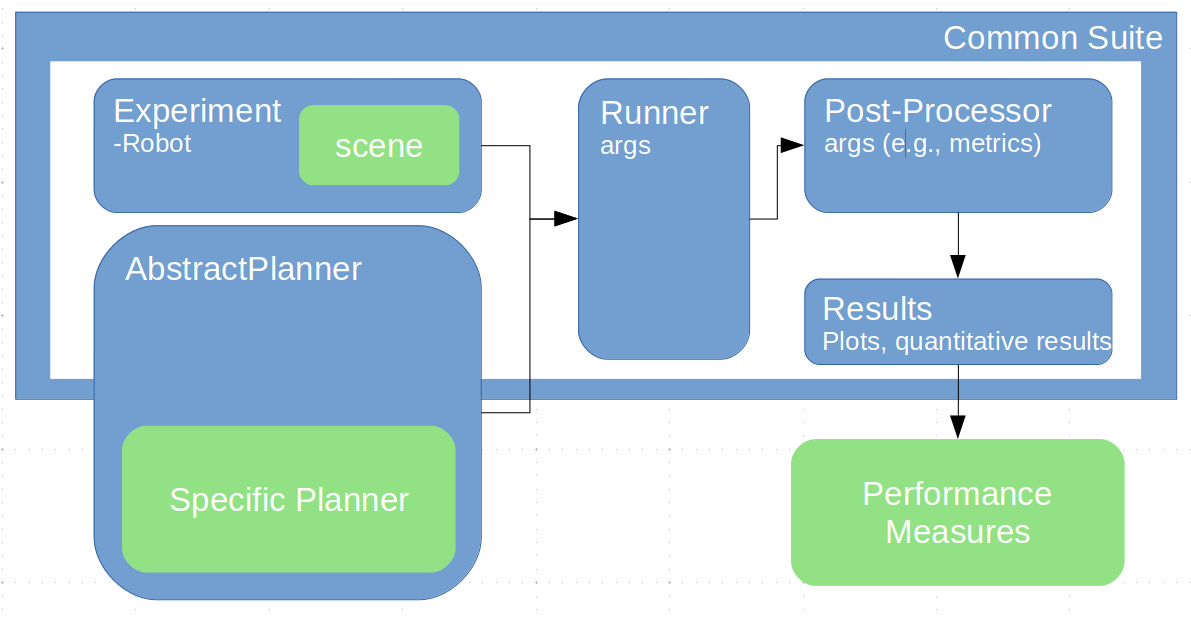 Common Suite
Experiment
-Robot
scene
Runner
args
Post-Processor
args (e.g., metrics)
AbstractPlanner
Results
Plots, quantitative results
Specific Planner
Performance
Measures